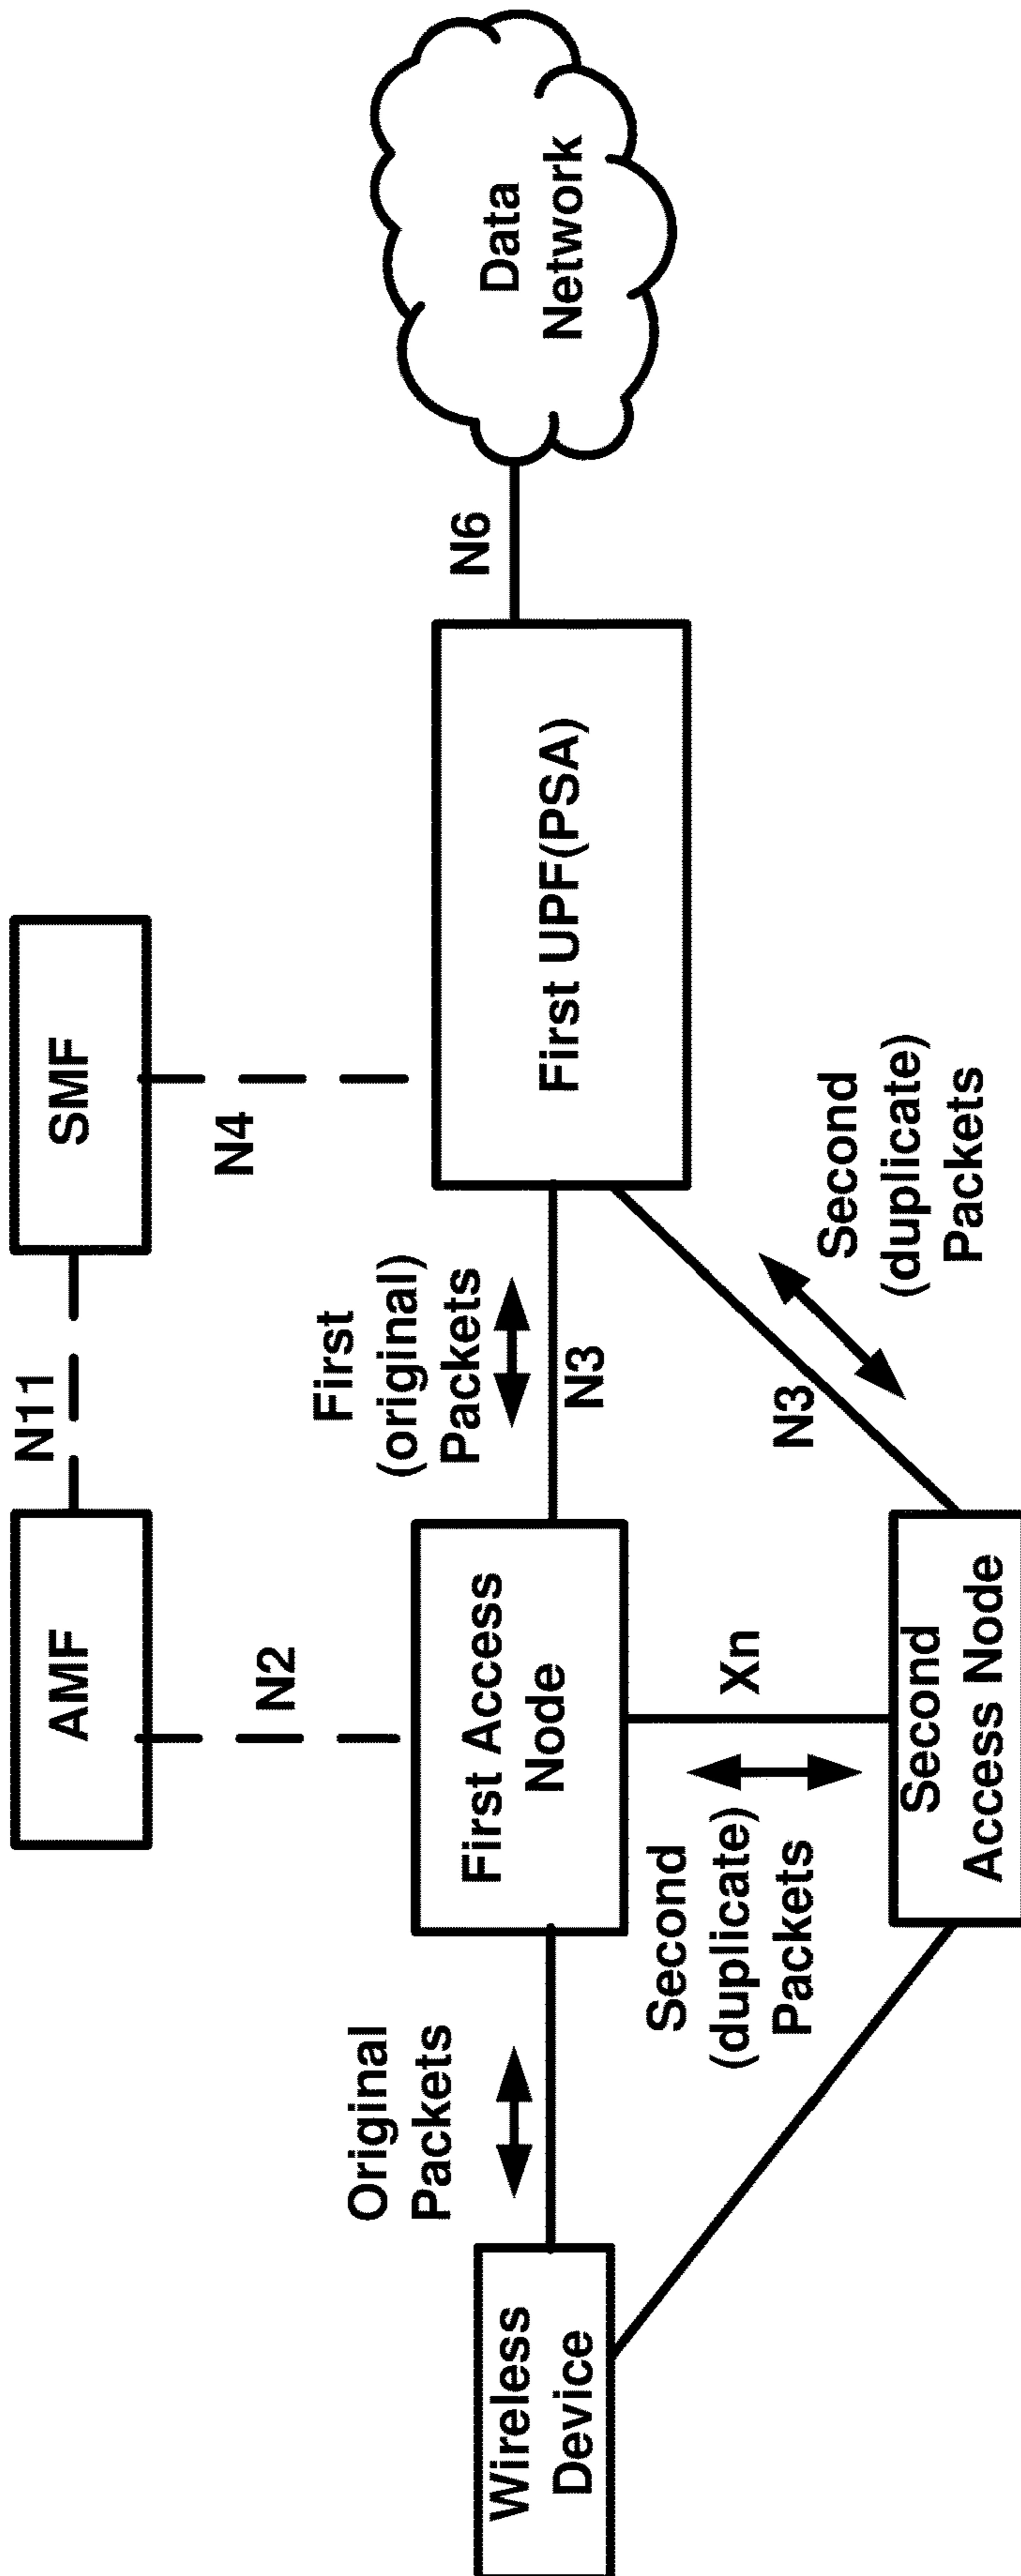 AMF
N11
SMF
N2
N4
Original
Packets
First
(original)
Packets
Wireless
Device
First Access
Node
N3
First UPF(PSA)
N6
Data
Network
Second
(duplicate)
Packets
Xn
N3
Second
(duplicate)
Packets
Second
Access Node